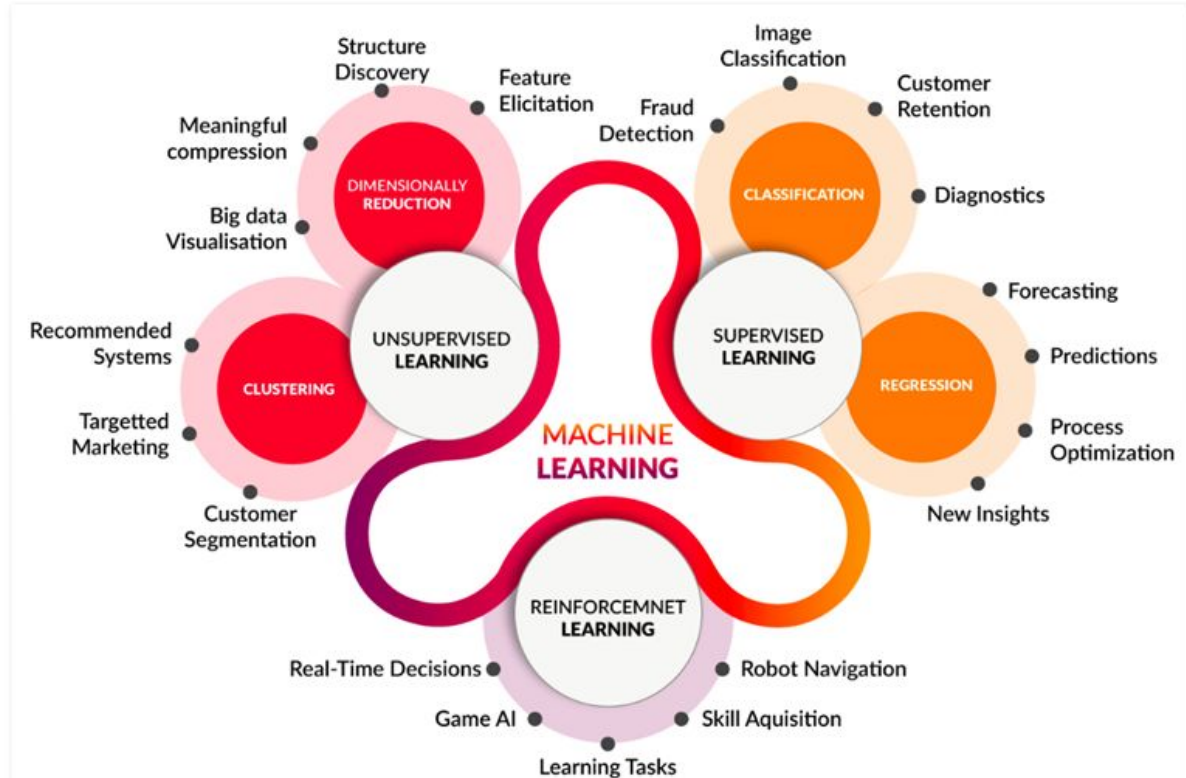 Structure
Discovery
Feature
Elicitation
Meaningful
compression
Big data
Visualisation
DIMENSIONALLY
REDUCTION
Recommended
Systems
Targetted
Marketing
Customer
Segmentation
CLUSTERING
UNSUPERVISED
LEARNING
Image
Classification
Fraud
Detection
Customer
Retention
Diagnostics
CLASSIFICATION
SUPERVISED
LEARNING
Forecasting
Predictions
Process
Optimization
New Insights
REGRESSION
MACHINE
LEARNING
REINFORCEMNET
LEARNING
Real-Time Decisions
Game AI
Learning Tasks
Skill Aquisition
Robot Navigation